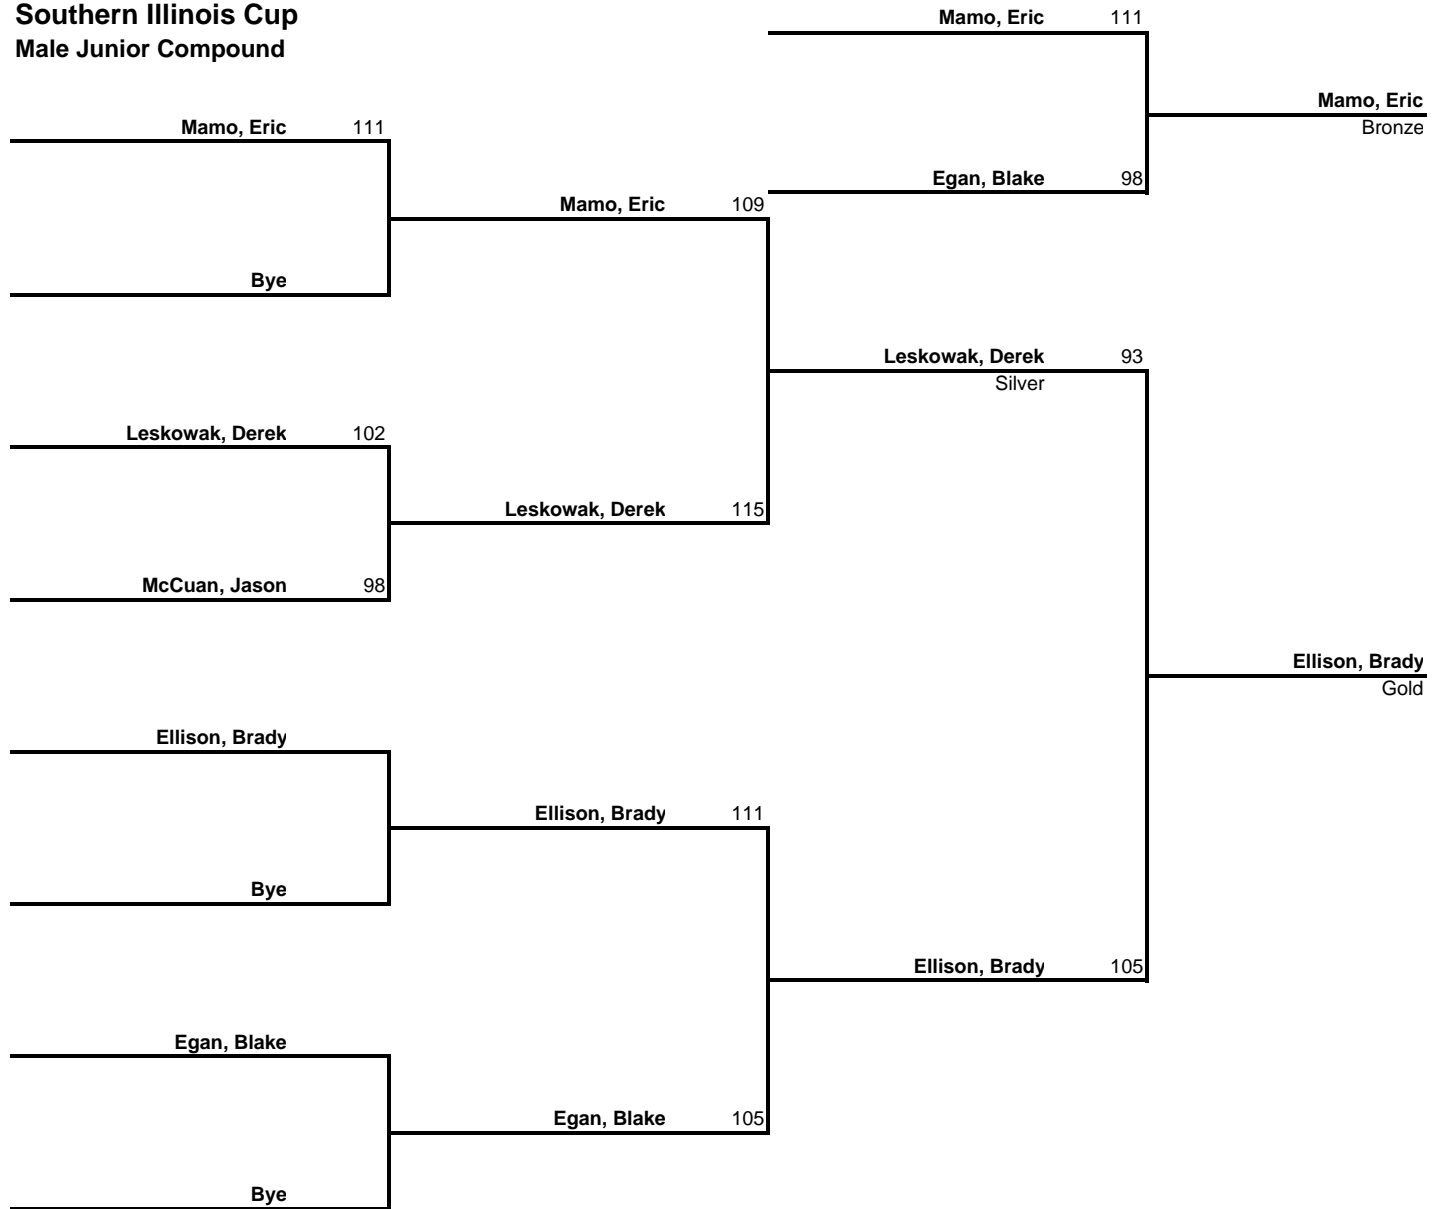 Southern Illinois Cup
Male Junior Compound
Mamo, Eric 111
Mamo, Eric
Bronze
Mamo, Eric 111
Egan, Blake 98
Mamo, Eric 109
Bye
Leskowak, Derek 93
Silver
Leskowak, Derek 102
Leskowak, Derek 115
McCuan, Jason 98
Ellison, Brady
Gold
Ellison, Brady
Ellison, Brady 111
Bye
Ellison, Brady 105
Egan, Blake
Egan, Blake 105
Bye